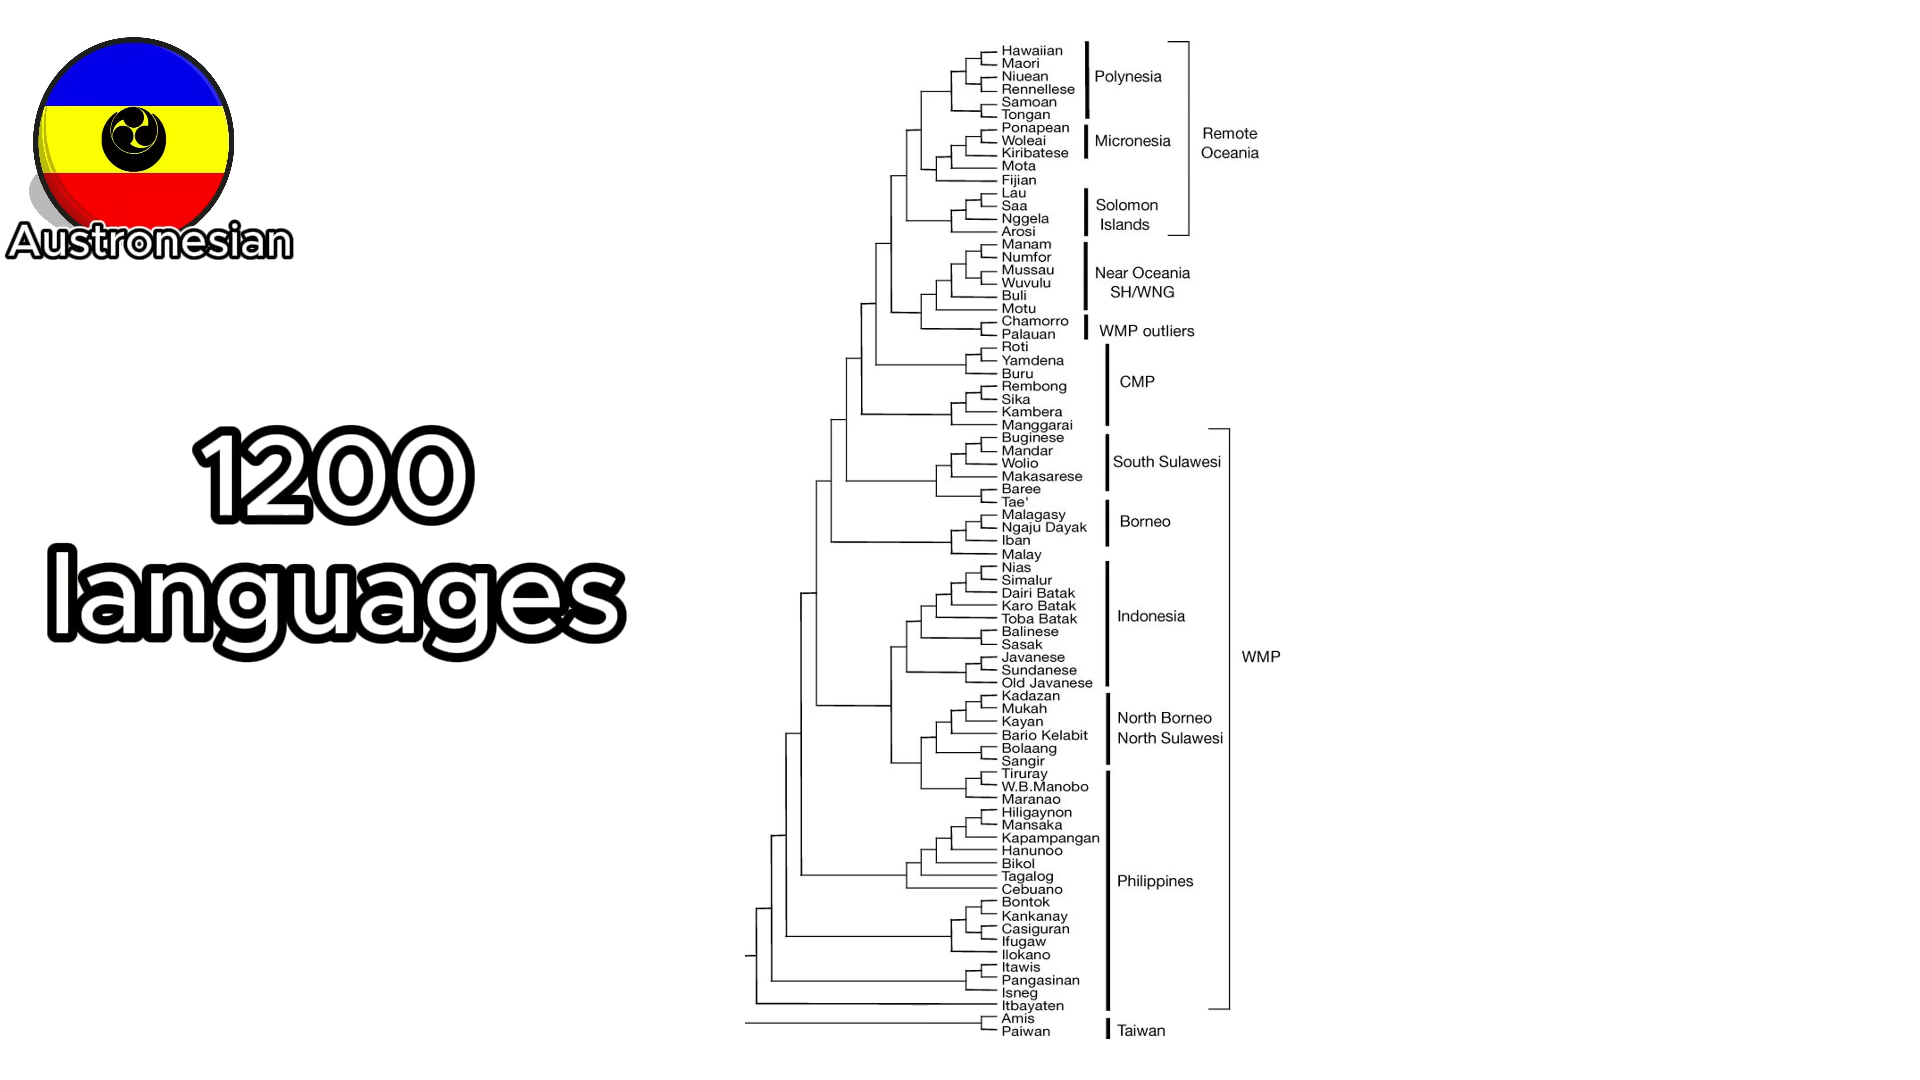 Austronesian
1200
languages
Hawaiian
Maori
Niuean
Rennellese
Samoan
Tongan
Polynesia
Ponapean
Woleai
Kiribatese
Micronesia
Mota
Fijian
Lau
Saa
Nggela
Arosi
Solomon
Islands
Remote
Oceania
Manam
Numfor
Mussau
Wuvulu
Buli
Motu
Near Oceania
SH/WNG
Chamorro
Palauan
WMP outliers
Roti
Yamdena
Buru
Rembong
Sika
Kambera
Manggarai
CMP
Buginese
Mandar
Wolio
Makasarese
South Sulawesi
Baree
Tae'
Malagasy
Ngaju Dayak
Iban
Borneo
Malay
Nias
Simalur
Dairi Batak
Karo Batak
Toba Batak
Balinese
Sasak
Javanese
Sundanese
Old Javanese
Indonesia
Kadazan
Mukah
Kayan
Bario Kelabit
Bolaang
Sangir
North Borneo
North Sulawesi
Tiruray
W.B.Manobo
Maranao
Hiligaynon
Mansaka
Kapampangan
Hanunoo
Bikol
Tagalog
Cebuano
Bontok
Kankanay
Casiguran
Ifugaw
Ilokano
Itawis
Pangasinan
Isneg
Itbayaten
Philippines
WMP
Amis
Paiwan
Taiwan